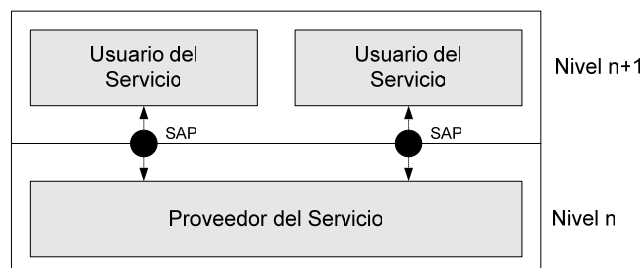 Usuario del
Servicio
Usuario del
Servicio
Nivel n+1
SAP
SAP
Proveedor del Servicio
Nivel n